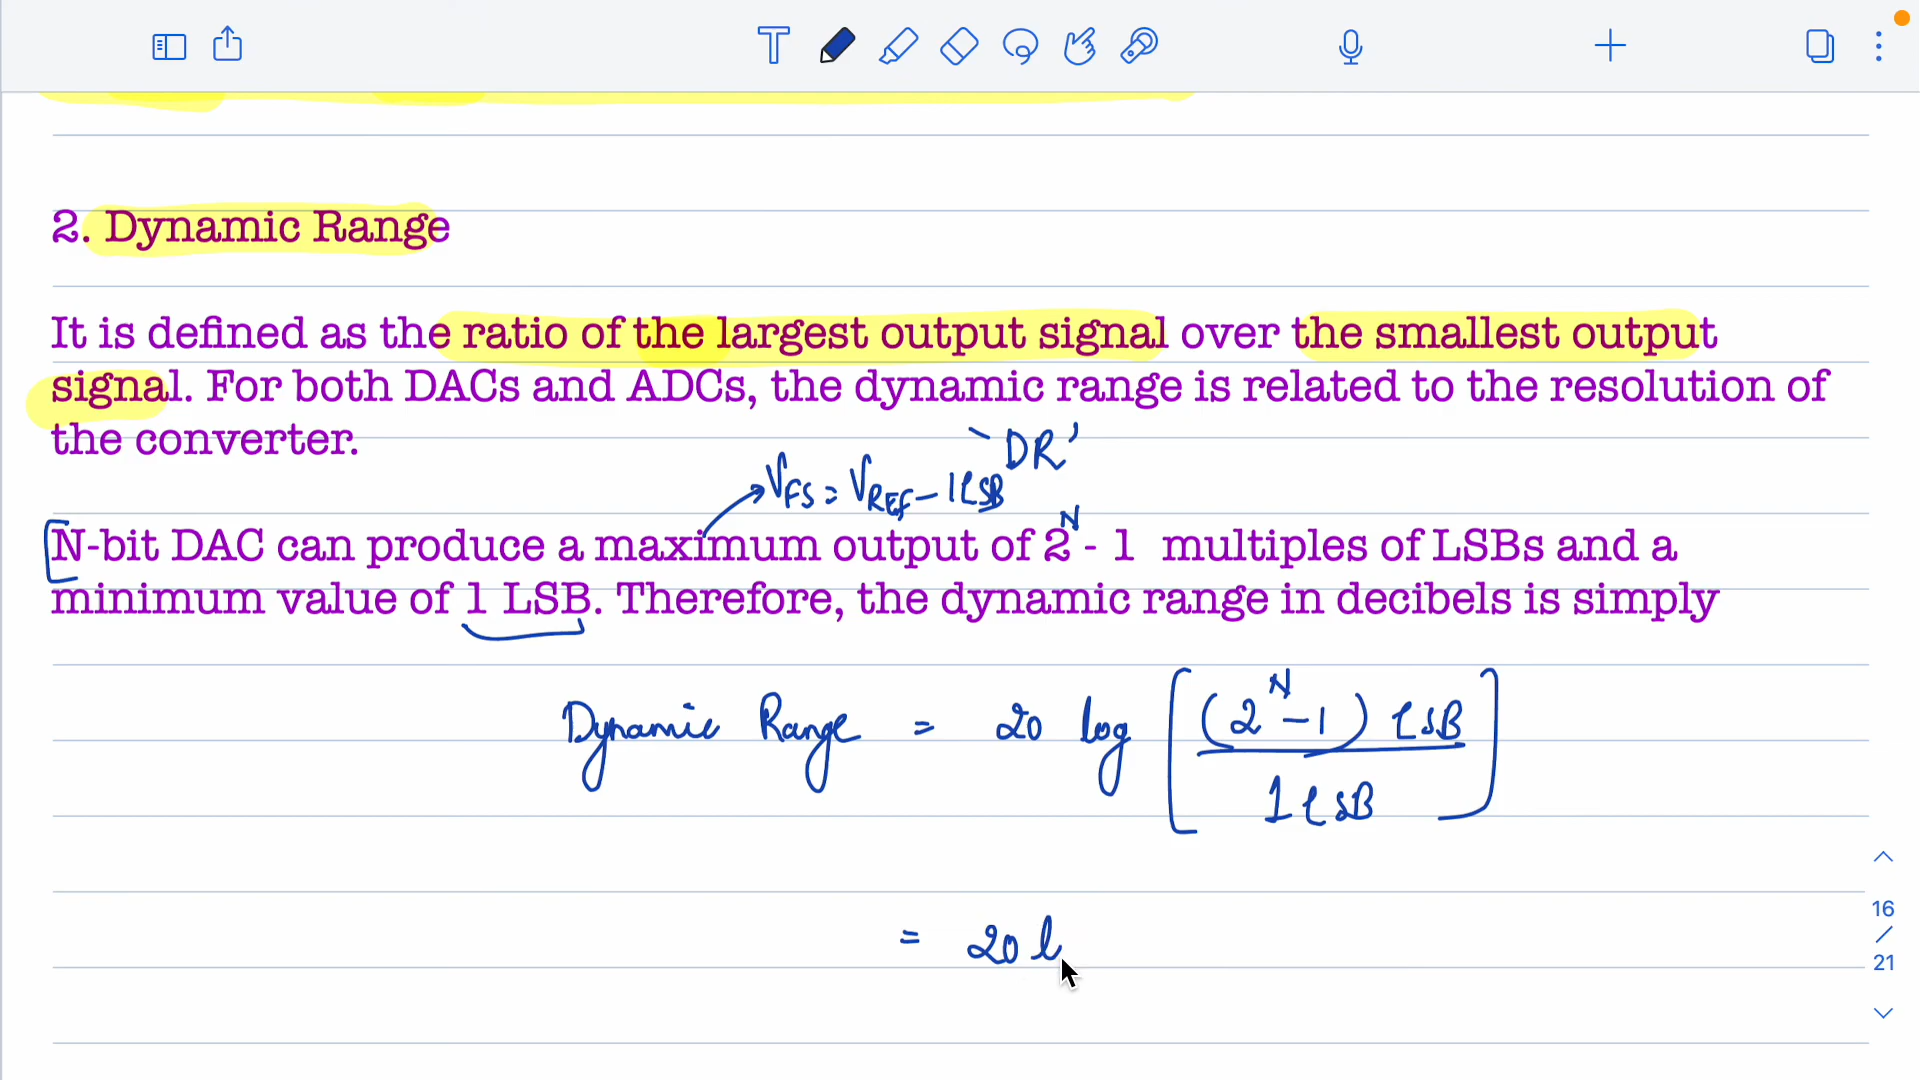 2. Dynamic Range
It is defined as the ratio of the largest output signal over the smallest output
signal. For both DACs and ADCs, the dynamic range is related to the resolution of
the converter.
`DR'
V_FS = V_REF - 1LSB
N-bit DAC can produce a maximum output of 2^N - 1 multiples of LSBs and a
minimum value of 1 LSB. Therefore, the dynamic range in decibels is simply
Dynamic Range = 20 log [ (2^N - 1) LSB / 1 LSB ]
= 20 l
16
/
21